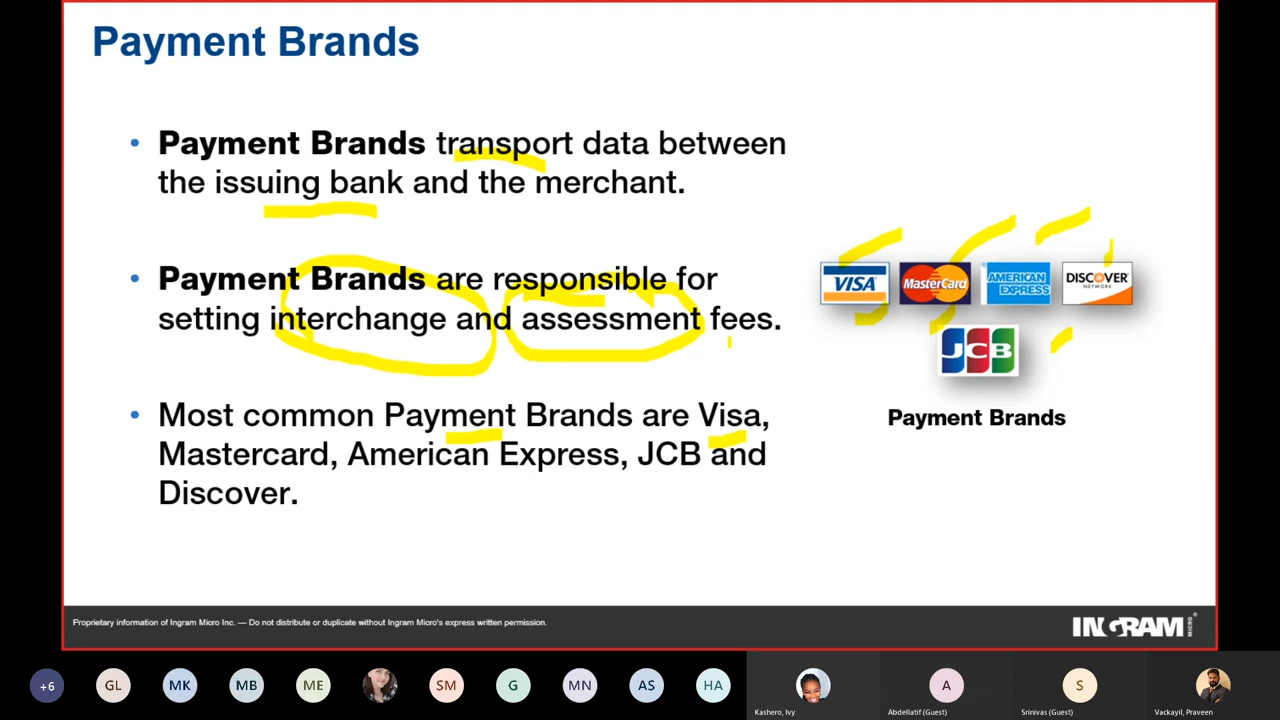 Payment Brands
• Payment Brands transport data between
the issuing bank and the merchant.
• Payment Brands are responsible for
setting interchange and assessment fees.
• Most common Payment Brands are Visa,
Mastercard, American Express, JCB and
Discover.
VISA
MasterCard
AMERICAN
EXPRESS
DISCOVER
NETWORK
JCB
Payment Brands
Proprietary information of Ingram Micro Inc. — Do not distribute or duplicate without Ingram Micro's express written permission.
INGRAM MICRO
+6 GL MK MB ME SM G MN AS HA A S
Kashero, Ivy Abdellatif (Guest) Srinivas (Guest) Vackayil, Praveen